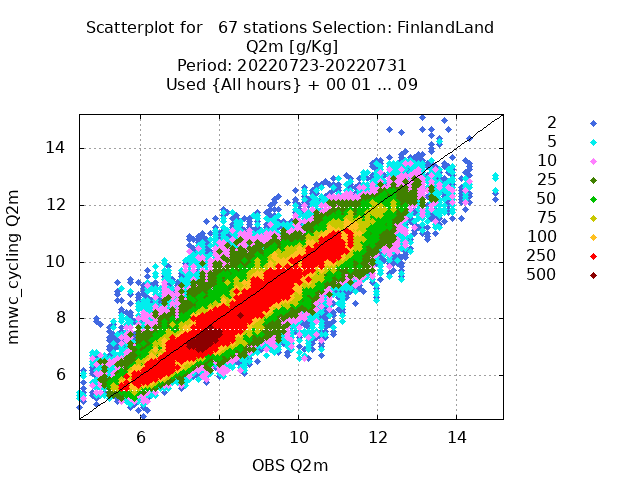 Scatterplot for   67 stations Selection: FinlandLand
Q2m [g/Kg]
Period: 20220723-20220731
Used {All hours} + 00 01 ... 09
mnwc_cycling Q2m
14
12
10
8
6
6 8 10 12 14
OBS Q2m
2
5
10
25
50
75
100
250
500